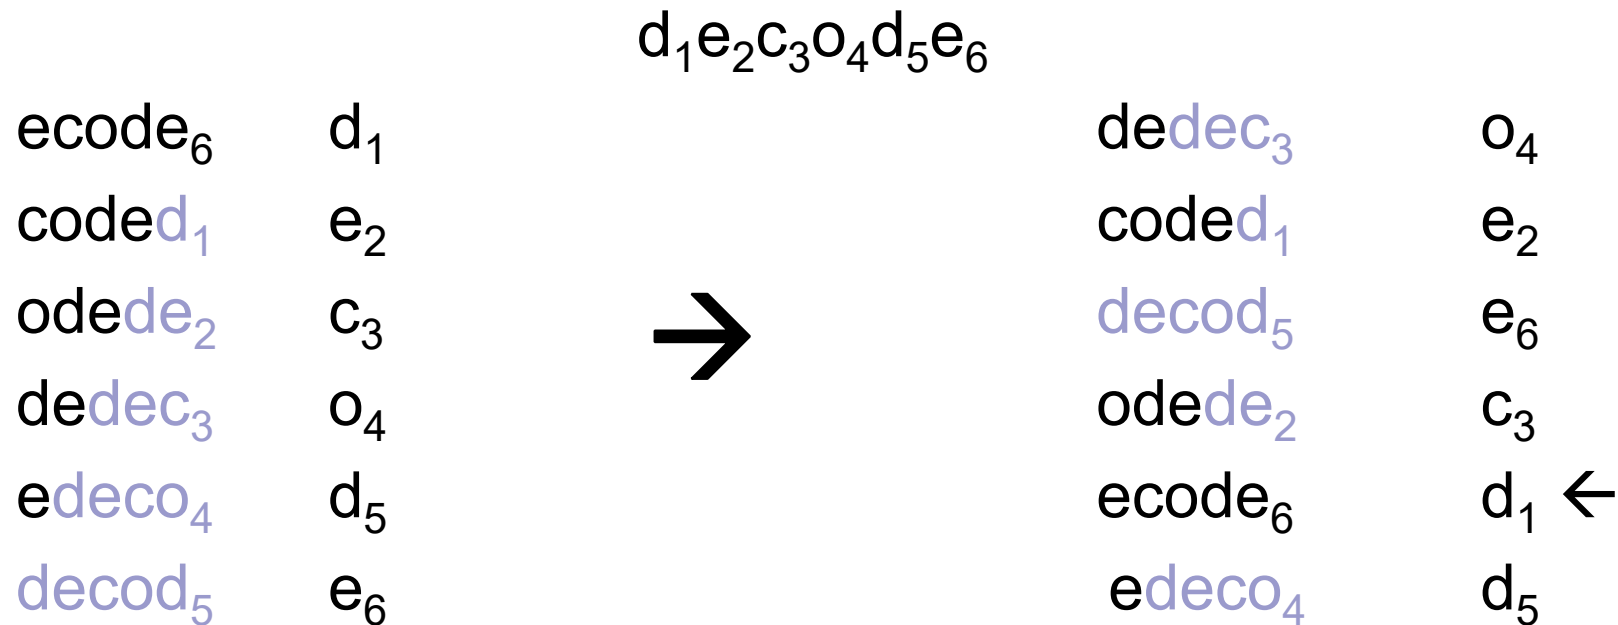 d₁e₂c₃o₄d₅e₆
ecode₆ d₁ dedec₃ o₄
coded₁ e₂ coded₁ e₂
odede₂ c₃ → decod₅ e₆
dedec₃ o₄ odede₂ c₃
edeco₄ d₅ ecode₆ d₁ ←
decod₅ e₆ edeco₄ d₅